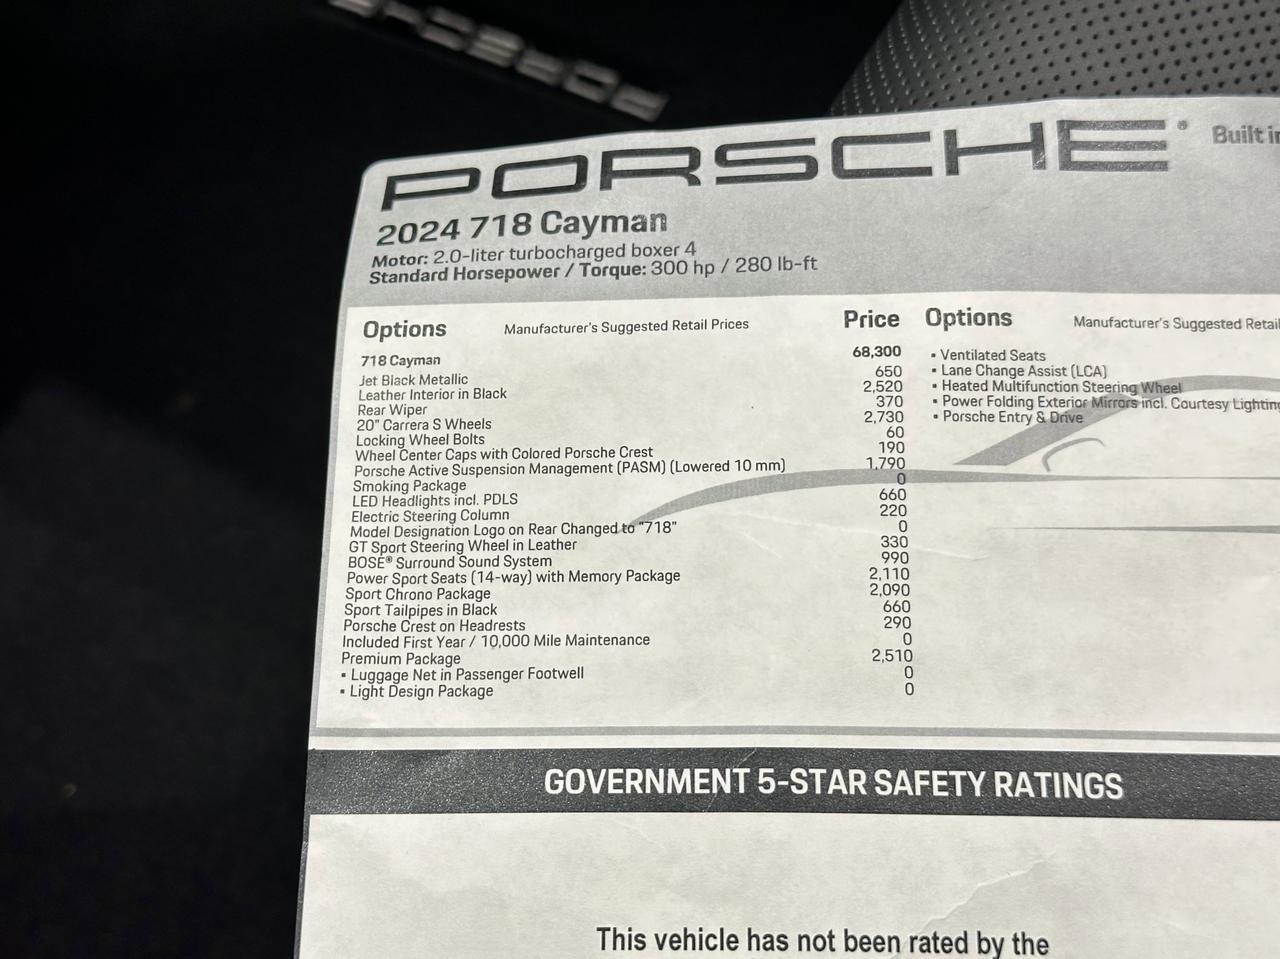 PORSCHE
PORSCHE®
Built
2024 718 Cayman
Motor: 2.0-liter turbocharged boxer 4
Standard Horsepower / Torque: 300 hp / 280 lb-ft
Options Manufacturer's Suggested Retail Prices Price
718 Cayman 68,300
Jet Black Metallic 650
Leather Interior in Black 2,520
Rear Wiper 370
20" Carrera S Wheels 2,730
Locking Wheel Bolts 60
Wheel Center Caps with Colored Porsche Crest 190
Porsche Active Suspension Management (PASM) (Lowered 10 mm) 1,790
Smoking Package 0
LED Headlights incl. PDLS 660
Electric Steering Column 220
Model Designation Logo on Rear Changed to "718" 0
GT Sport Steering Wheel in Leather 330
BOSE® Surround Sound System 990
Power Sport Seats (14-way) with Memory Package 2,110
Sport Chrono Package 2,090
Sport Tailpipes in Black 660
Porsche Crest on Headrests 290
Included First Year / 10,000 Mile Maintenance 0
Premium Package 2,510
▪ Luggage Net in Passenger Footwell 0
▪ Light Design Package 0
Options Manufacturer's Suggested Retail
▪ Ventilated Seats
▪ Lane Change Assist (LCA)
▪ Heated Multifunction Steering Wheel
▪ Power Folding Exterior Mirrors incl. Courtesy Lighting
▪ Porsche Entry & Drive
GOVERNMENT 5-STAR SAFETY RATINGS
This vehicle has not been rated by the